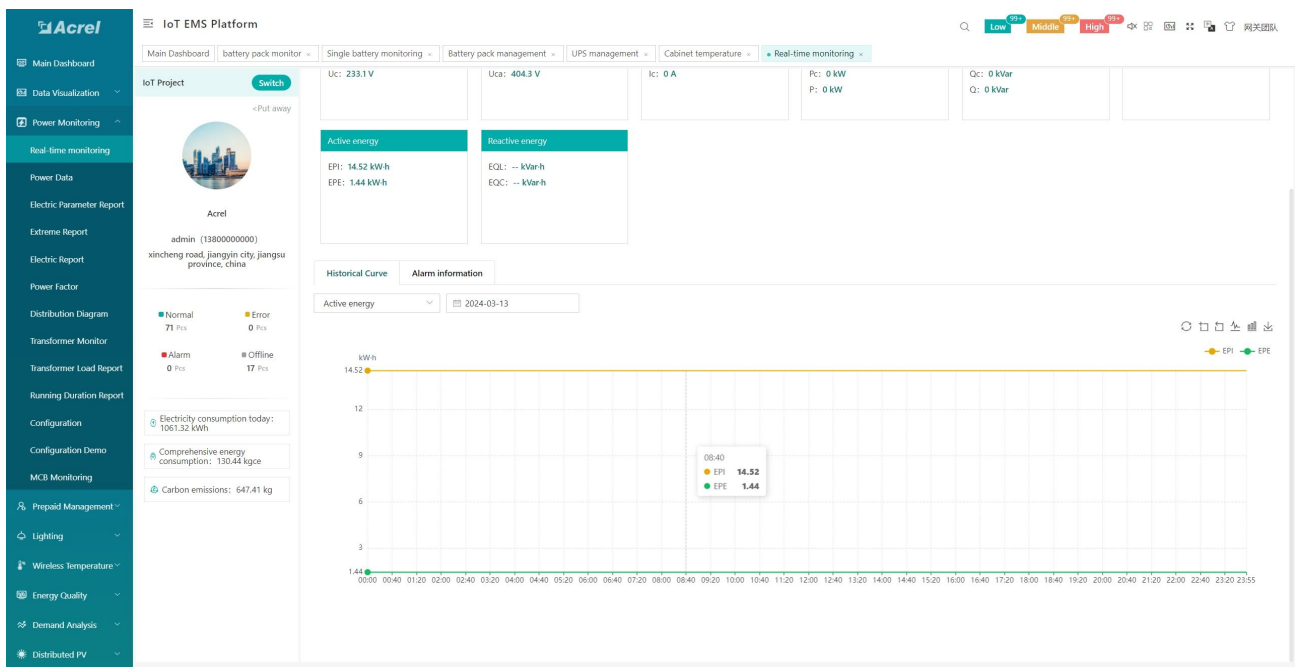 Acrel
IoT EMS Platform
Low 99+ Middle 99+ High 99+ 网关团队
Main Dashboard battery pack monitor × Single battery monitoring × Battery pack management × UPS management × Cabinet temperature × Real-time monitoring ×
Main Dashboard
Data Visualization
Power Monitoring
Real-time monitoring
Power Data
Electric Parameter Report
Extreme Report
Electric Report
Power Factor
Distribution Diagram
Transformer Monitor
Transformer Load Report
Running Duration Report
Configuration
Configuration Demo
MCB Monitoring
Prepaid Management
Lighting
Wireless Temperature
Energy Quality
Demand Analysis
Distributed PV
IoT Project Switch
<Put away
Acrel
admin (13800000000)
xincheng road, jiangyin city, jiangsu
province, china
Normal Error
71 Pcs 0 Pcs
Alarm Offline
0 Pcs 17 Pcs
Electricity consumption today:
1061.32 kWh
Comprehensive energy
consumption: 130.44 kgce
Carbon emissions: 647.41 kg
Uc: 233.1 V Uca: 404.3 V Ic: 0 A Pc: 0 kW Qc: 0 kVar
P: 0 kW Q: 0 kVar
Active energy Reactive energy
EPI: 14.52 kW·h EQL: -- kVar·h
EPE: 1.44 kW·h EQC: -- kVar·h
Historical Curve Alarm information
Active energy 2024-03-13
EPI EPE
kW·h
14.52
12
9
6
3
1.44
08:40
EPI 14.52
EPE 1.44
00:00 00:40 01:20 02:00 02:40 03:20 04:00 04:40 05:20 06:00 06:40 07:20 08:00 08:40 09:20 10:00 10:40 11:20 12:00 12:40 13:20 14:00 14:40 15:20 16:00 16:40 17:20 18:00 18:40 19:20 20:00 20:40 21:20 22:00 22:40 23:20 23:55